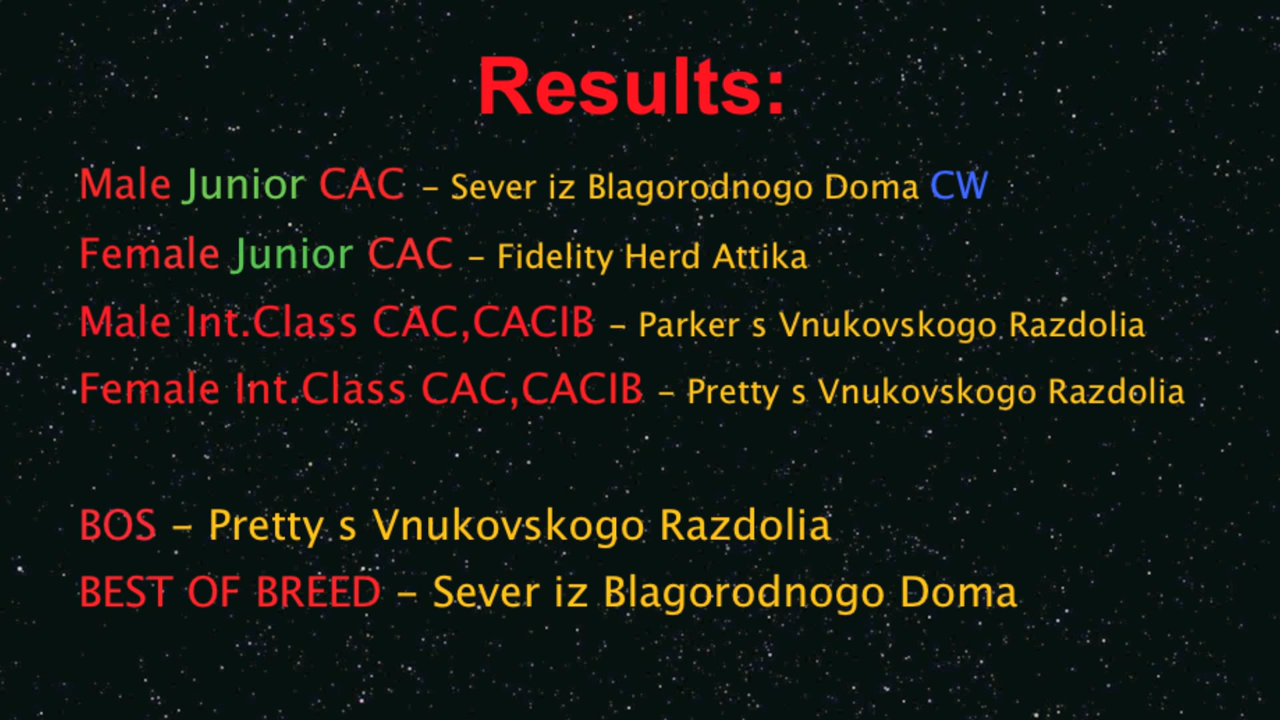 Results:
Male Junior CAC – Sever iz Blagorodnogo Doma CW
Female Junior CAC – Fidelity Herd Attika
Male Int.Class CAC,CACIB – Parker s Vnukovskogo Razdolia
Female Int.Class CAC,CACIB – Pretty s Vnukovskogo Razdolia
BOS – Pretty s Vnukovskogo Razdolia
BEST OF BREED – Sever iz Blagorodnogo Doma